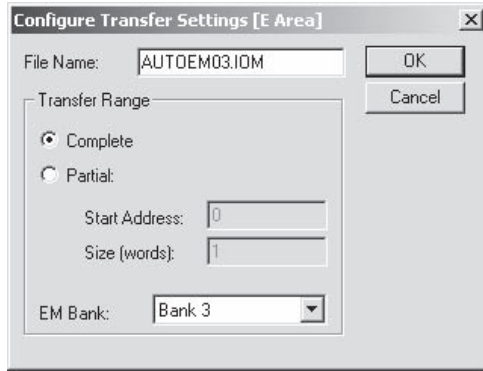 Configure Transfer Settings [E Area]
File Name: AUTOEM03.IOM
OK
Cancel
Transfer Range
Complete
Partial:
Start Address: 0
Size (words): 1
EM Bank: Bank 3